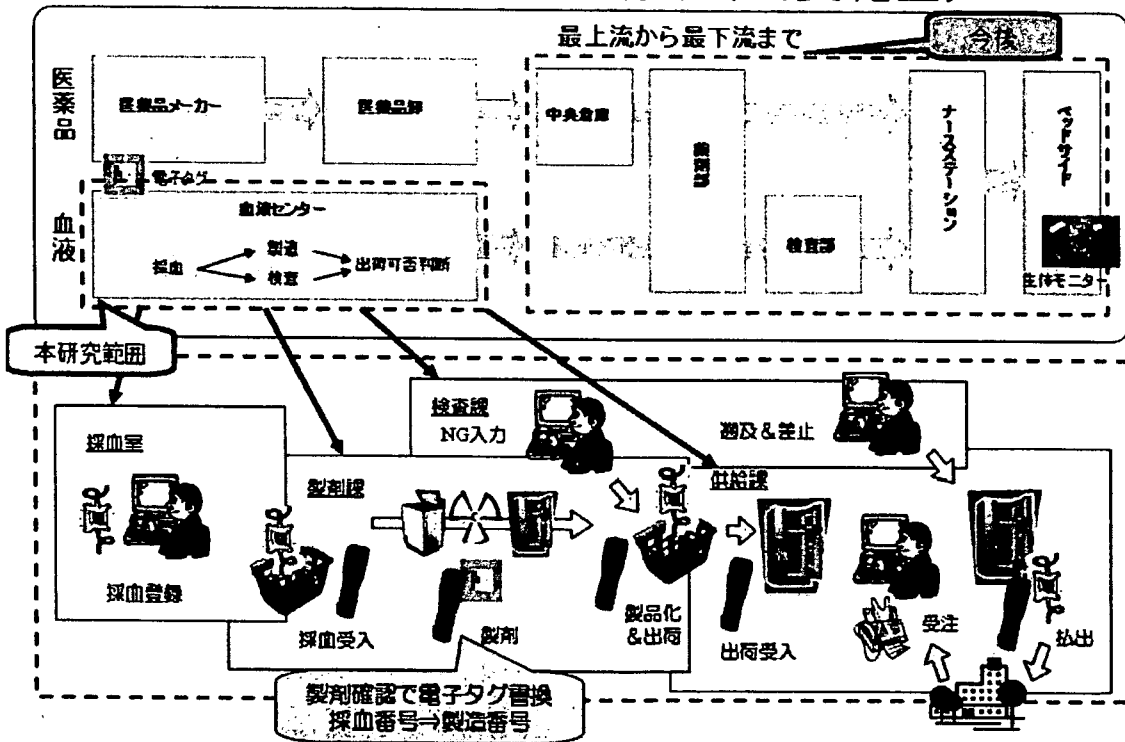 最上流から最下流まで
今後
医薬品
医薬品メーカー
医薬品卸
中央倉庫
薬剤部
ナースステーション
ベッドサイド
電子タグ
血液
血液センター
採血
製造
検査
出荷可否判断
検査部
生体モニター
本研究範囲
検査課
NG入力
遡及&差止
採血室
製剤課
供給課
採血登録
採血受入
製剤
製品化
&出荷
出荷受入
受注
払出
製剤確認で電子タグ書換
採血番号⇒製造番号